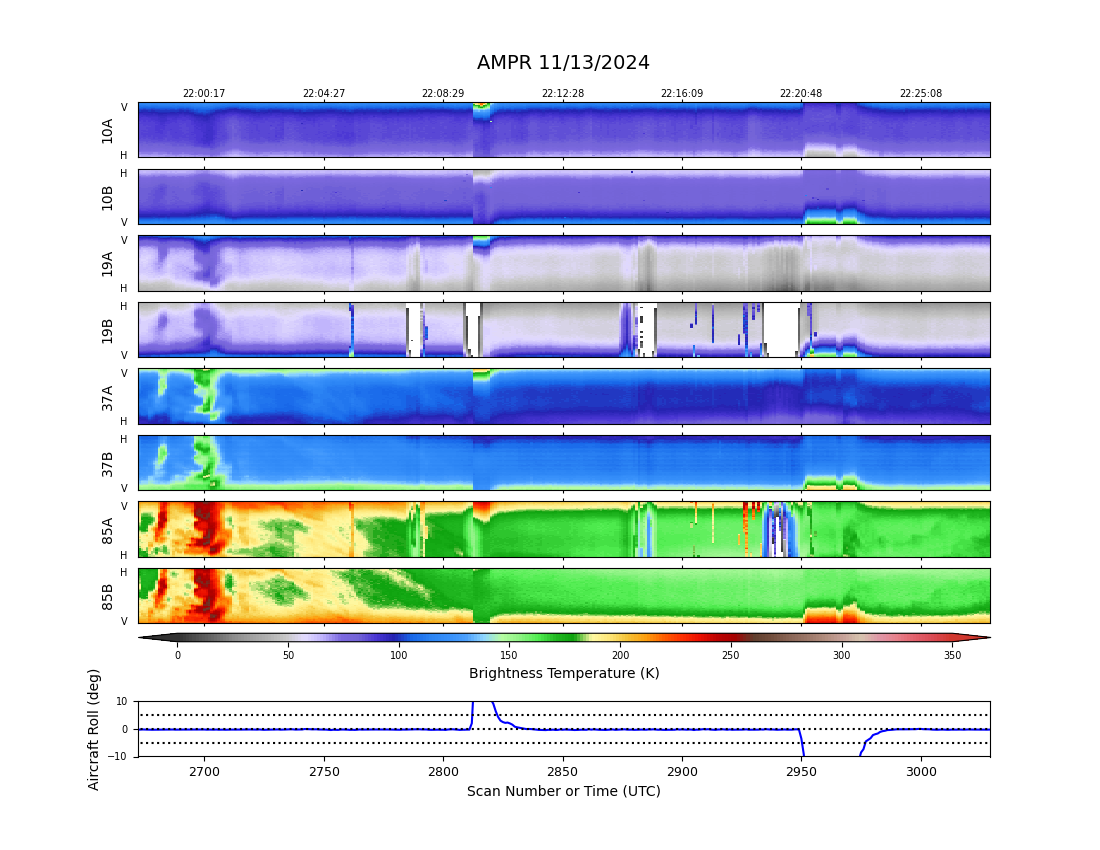 AMPR 11/13/2024
22:00:17 22:04:27 22:08:29 22:12:28 22:16:09 22:20:48 22:25:08
V
10A
H
H
10B
V
V
19A
H
H
19B
V
V
37A
H
H
37B
V
V
85A
H
H
85B
V
0 50 100 150 200 250 300 350
Brightness Temperature (K)
Aircraft Roll (deg)
10
0
−10
2700 2750 2800 2850 2900 2950 3000
Scan Number or Time (UTC)